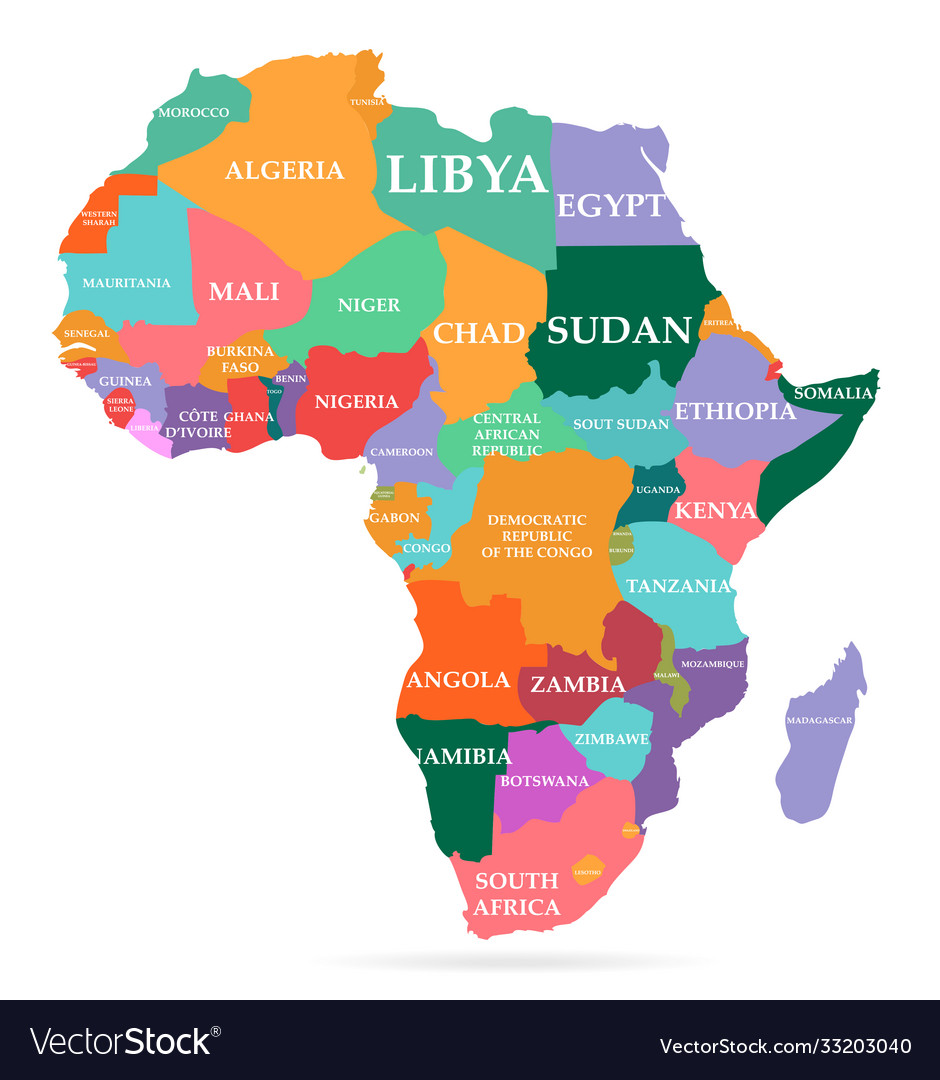 MOROCCO
TUNISIA
ALGERIA
LIBYA
EGYPT
WESTERN
SHARAH
MAURITANIA
MALI
NIGER
CHAD
SUDAN
ERITREA
SENEGAL
GUINEA-BISSAU
GUINEA
SIERRA
LEONE
LIBERIA
CÔTE
D'IVOIRE
BURKINA
FASO
GHANA
TOGO
BENIN
NIGERIA
CAMEROON
CENTRAL
AFRICAN
REPUBLIC
SOUT SUDAN
ETHIOPIA
SOMALIA
UGANDA
KENYA
GABON
CONGO
DEMOCRATIC
REPUBLIC
OF THE CONGO
RWANDA
BURUNDI
TANZANIA
ANGOLA
ZAMBIA
MALAWI
MOZAMBIQUE
MADAGASCAR
NAMIBIA
ZIMBAWE
BOTSWANA
LESOTHO
SOUTH
AFRICA
VectorStock®
VectorStock.com/33203040